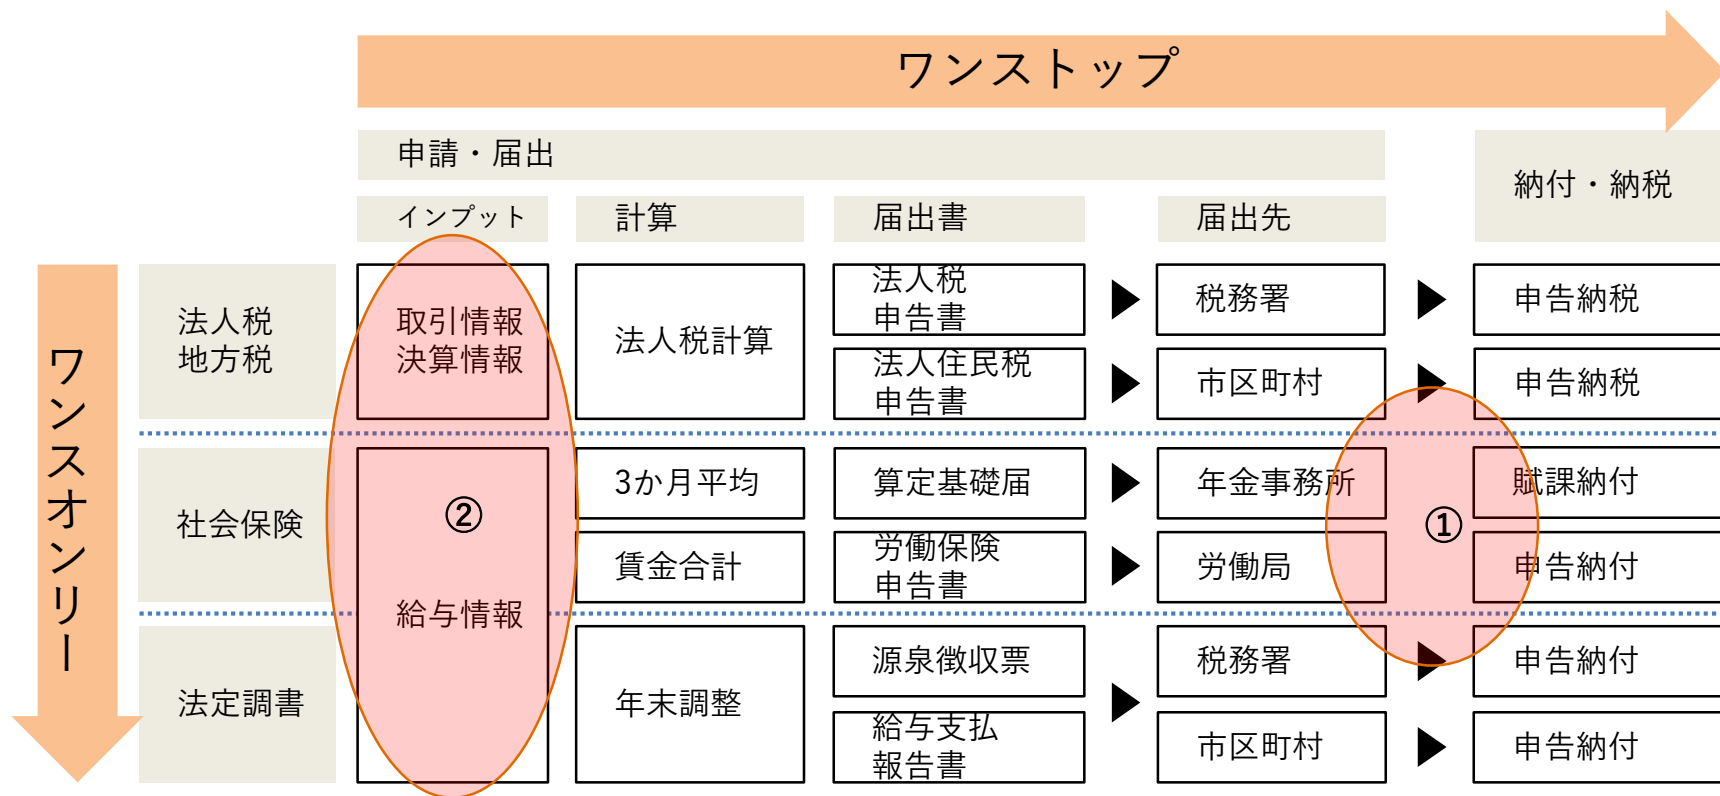 ワンストップ
申請・届出
納付・納税
インプット
計算
届出書
届出先
ワンスオンリー
法人税
地方税
取引情報
決算情報
法人税計算
法人税
申告書
税務署
申告納税
法人住民税
申告書
市区町村
申告納税
社会保険
②
給与情報
3か月平均
算定基礎届
年金事務所
①
賦課納付
賃金合計
労働保険
申告書
労働局
申告納付
法定調書
年末調整
源泉徴収票
税務署
申告納付
給与支払
報告書
市区町村
申告納付